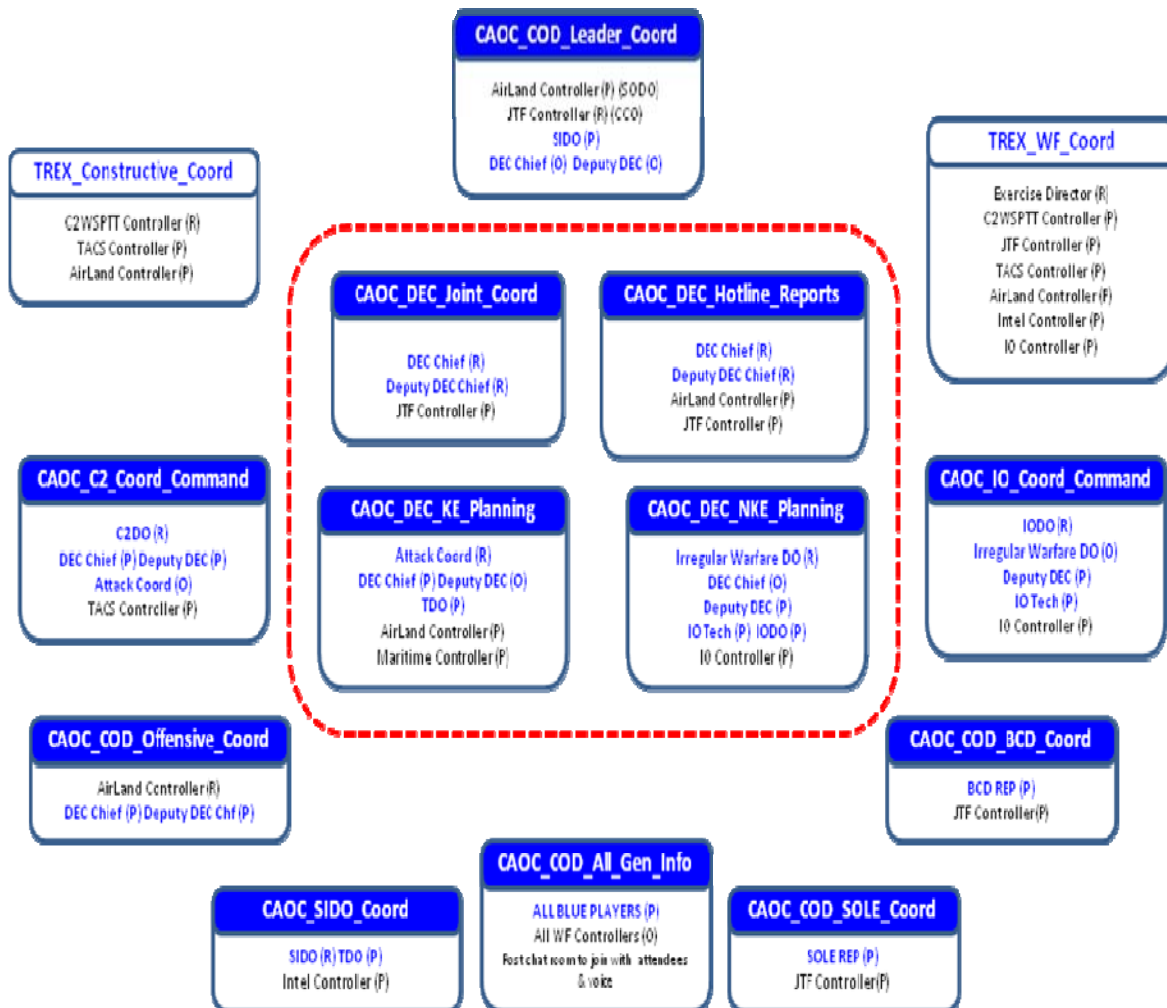 CAOC_COD_Leader_Coord
AirLand Controller (P) (SODO)
JTF Controller (R) (CCO)
SIDO (P)
DEC Chief (O) Deputy DEC (O)
TREX_Constructive_Coord
C2WSPTT Controller (R)
TACS Controller (P)
AirLand Controller (P)
TREX_WF_Coord
Exercise Director (R)
C2WSPTT Controller (P)
JTF Controller (P)
TACS Controller (P)
AirLand Controller (P)
Intel Controller (P)
IO Controller (P)
CAOC_DEC_Joint_Coord
DEC Chief (R)
Deputy DEC Chief (R)
JTF Controller (P)
CAOC_DEC_Hotline_Reports
DEC Chief (R)
Deputy DEC Chief (R)
AirLand Controller (P)
JTF Controller (P)
CAOC_C2_Coord_Command
C2DO (R)
DEC Chief (P) Deputy DEC (P)
Attack Coord (O)
TACS Controller (P)
CAOC_DEC_KE_Planning
Attack Coord (R)
DEC Chief (P) Deputy DEC (O)
TDO (P)
AirLand Controller (P)
Maritime Controller (P)
CAOC_DEC_NKE_Planning
Irregular Warfare DO (R)
DEC Chief (O)
Deputy DEC (P)
IO Tech (P) IODO (P)
IO Controller (P)
CAOC_IO_Coord_Command
IODO (R)
Irregular Warfare DO (O)
Deputy DEC (P)
IO Tech (P)
IO Controller (P)
CAOC_COD_Offensive_Coord
AirLand Controller (R)
DEC Chief (P) Deputy DEC Chf (P)
CAOC_COD_BCD_Coord
BCD REP (P)
JTF Controller(P)
CAOC_SIDO_Coord
SIDO (R) TDO (P)
Intel Controller (P)
CAOC_COD_All_Gen_Info
ALL BLUE PLAYERS (P)
All WF Controllers (O)
Post chat room to join with attendees
& voice
CAOC_COD_SOLE_Coord
SOLE REP (P)
JTF Controller(P)